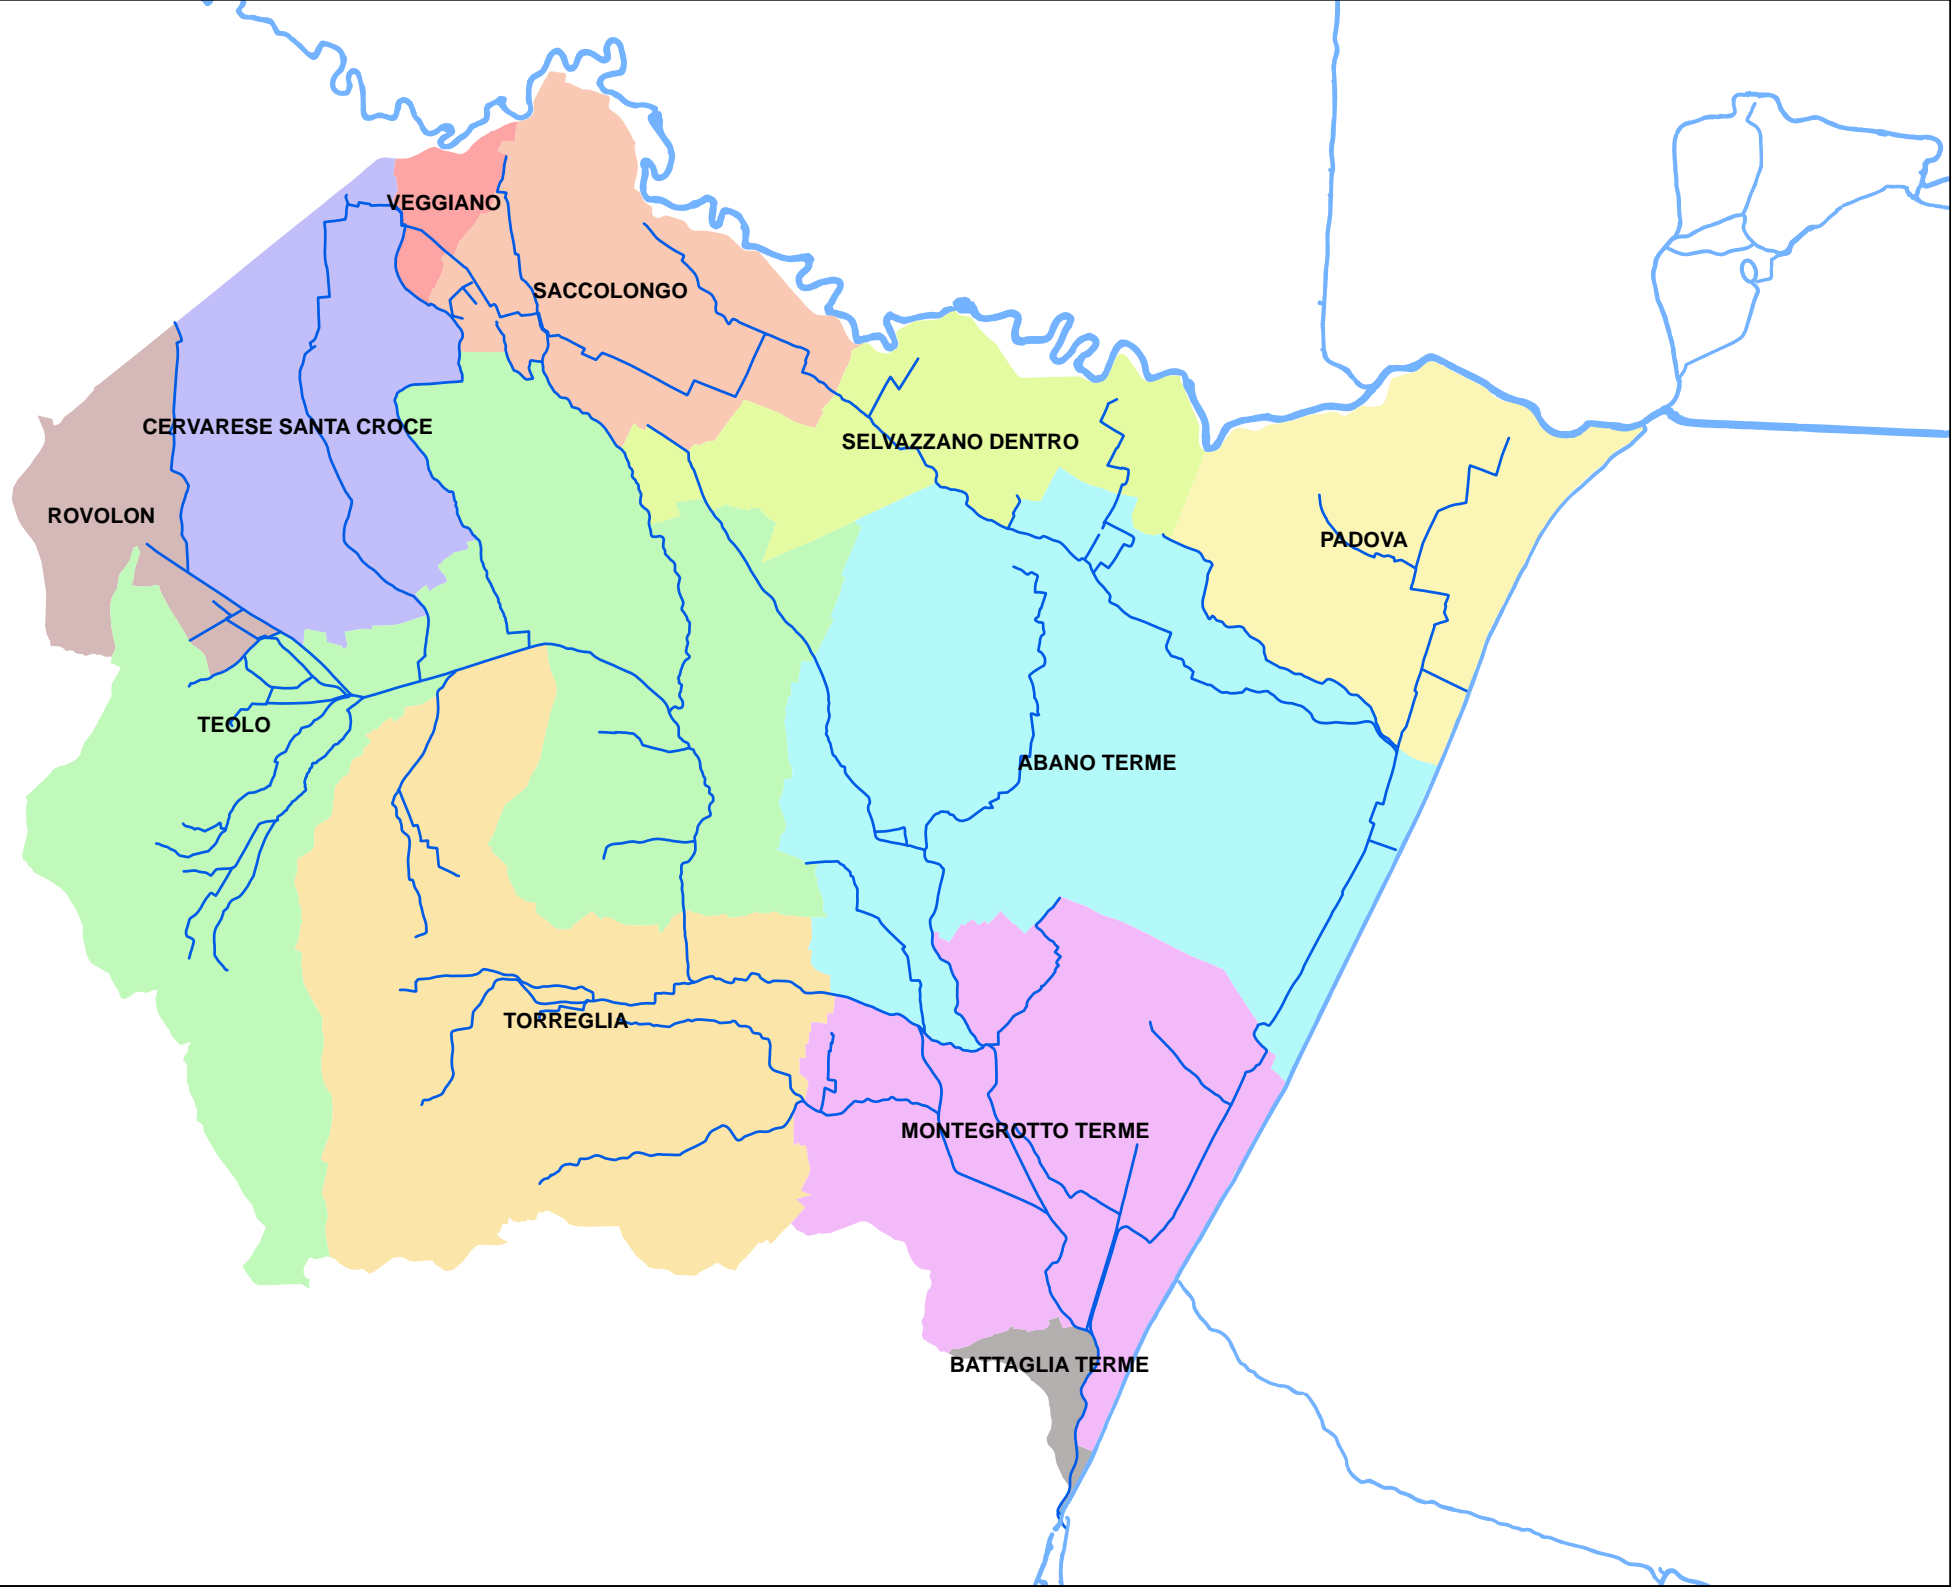 VEGGIANO
SACCOLONGO
CERVARESE SANTA CROCE
SELVAZZANO DENTRO
ROVOLON
PADOVA
TEOLO
ABANO TERME
TORREGLIA
MONTEGROTTO TERME
BATTAGLIA TERME